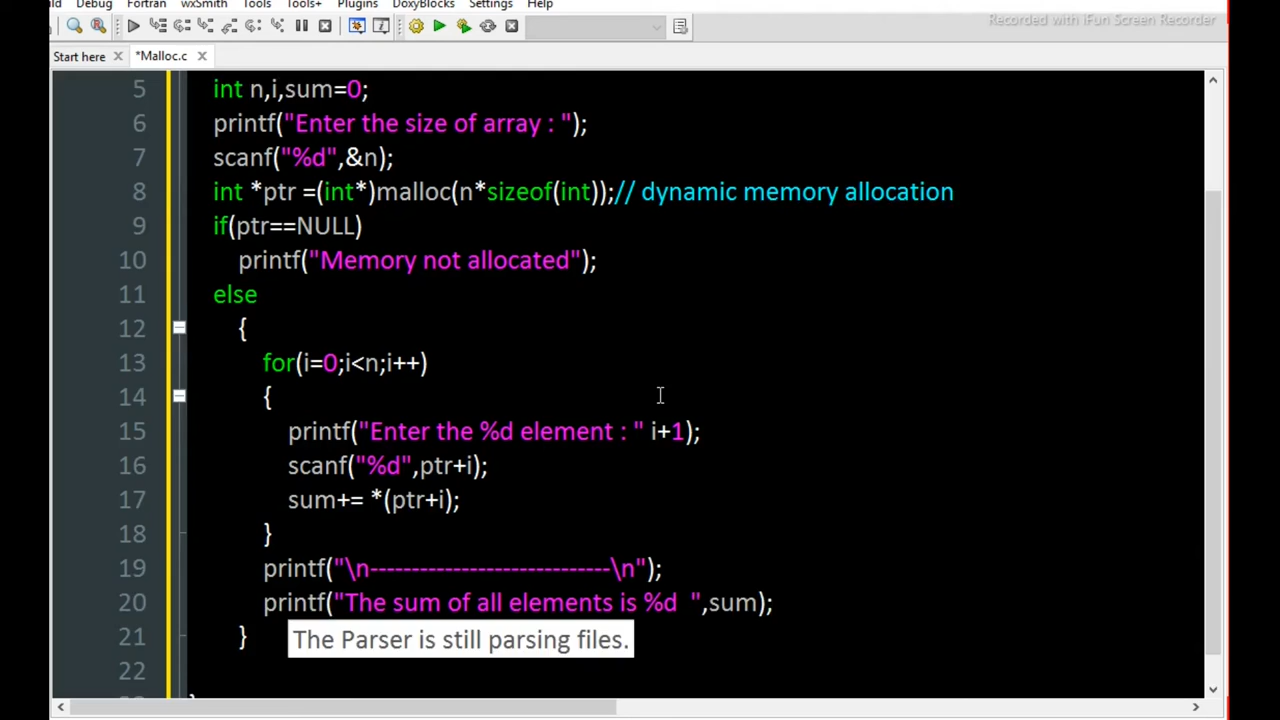 ld Debug Fortran wxSmith Tools Tools+ Plugins DoxyBlocks Settings Help
Recorded with iFun Screen Recorder
Start here *Malloc.c
5 int n,i,sum=0;
6 printf("Enter the size of array : ");
7 scanf("%d",&n);
8 int *ptr =(int*)malloc(n*sizeof(int));// dynamic memory allocation
9 if(ptr==NULL)
10 printf("Memory not allocated");
11 else
12 {
13 for(i=0;i<n;i++)
14 {
15 printf("Enter the %d element : " i+1);
16 scanf("%d",ptr+i);
17 sum+= *(ptr+i);
18 }
19 printf("\n----------------------------\n");
20 printf("The sum of all elements is %d  ",sum);
21 }
The Parser is still parsing files.
22